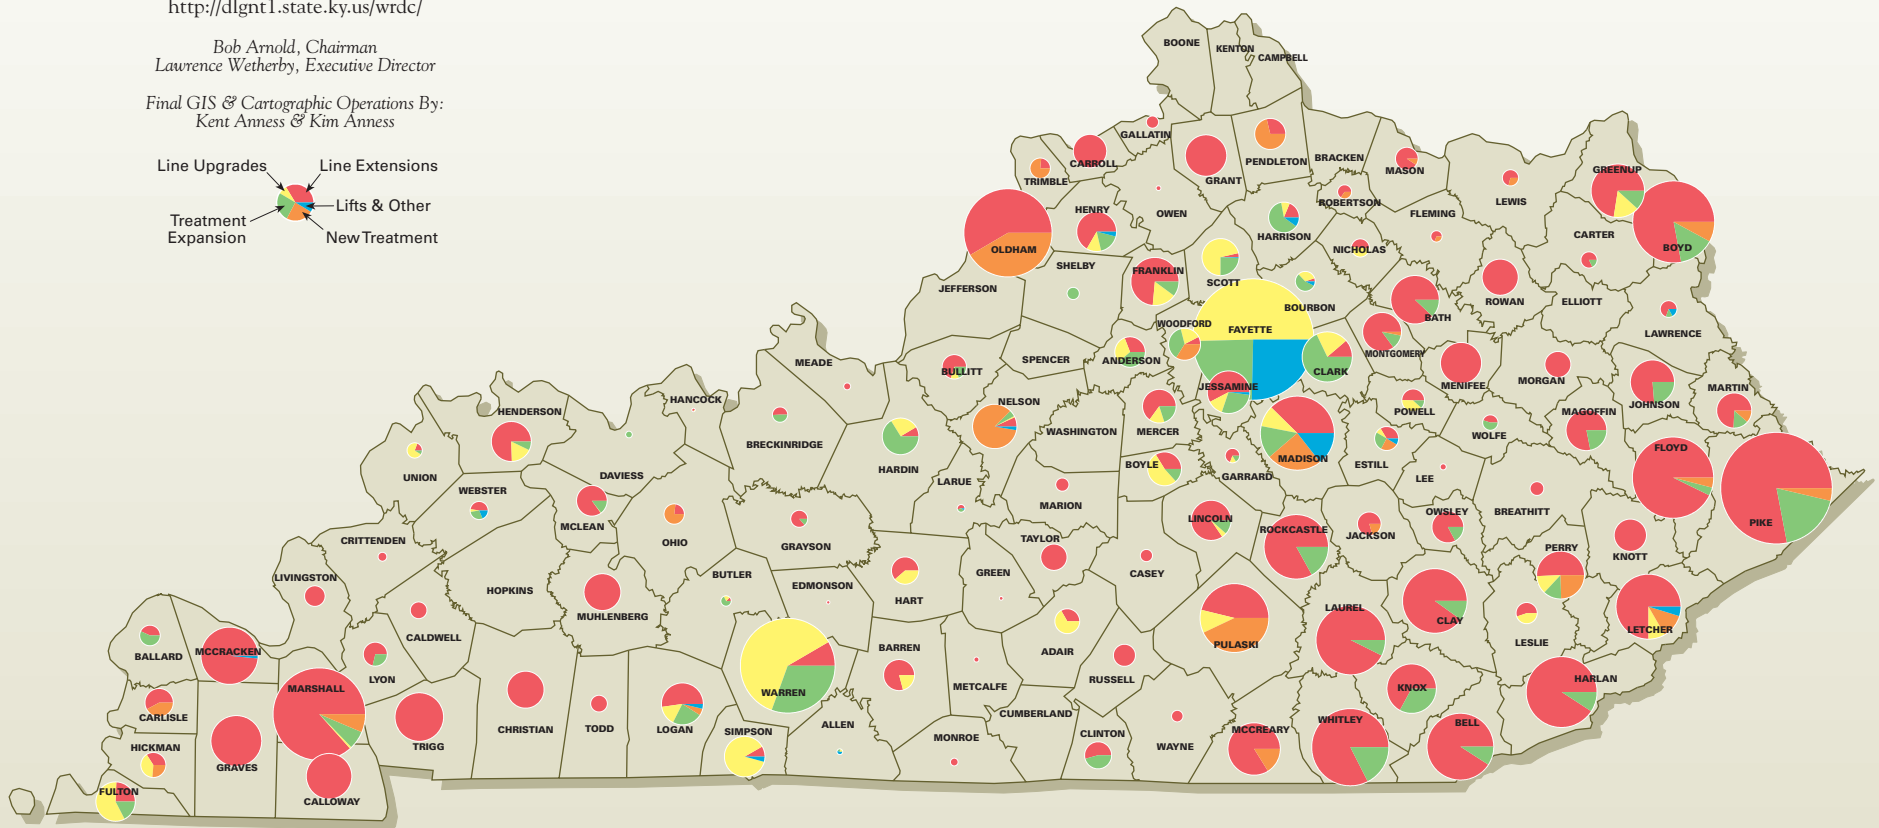 http://dlgnt1.state.ky.us/wrdc/
Bob Arnold, Chairman
Lawrence Wetherby, Executive Director
Final GIS & Cartographic Operations By:
Kent Anness & Kim Anness
Line Upgrades
Line Extensions
Lifts & Other
Treatment
Expansion
New Treatment
BOONE
KENTON
CAMPBELL
GALLATIN
CARROLL
TRIMBLE
GRANT
PENDLETON
BRACKEN
MASON
ROBERTSON
LEWIS
GREENUP
BOYD
CARTER
FLEMING
NICHOLAS
HARRISON
OWEN
HENRY
OLDHAM
SHELBY
JEFFERSON
FRANKLIN
SCOTT
BOURBON
FAYETTE
WOODFORD
ANDERSON
SPENCER
BULLITT
CLARK
MONTGOMERY
BATH
ROWAN
ELLIOTT
LAWRENCE
MENIFEE
MORGAN
JOHNSON
MARTIN
MAGOFFIN
WOLFE
POWELL
ESTILL
LEE
MADISON
JESSAMINE
GARRARD
MERCER
BOYLE
WASHINGTON
NELSON
MARION
LARUE
HARDIN
MEADE
BRECKINRIDGE
HANCOCK
HENDERSON
DAVIESS
UNION
WEBSTER
MCLEAN
OHIO
GRAYSON
CRITTENDEN
LIVINGSTON
HOPKINS
MUHLENBERG
BUTLER
EDMONSON
HART
GREEN
TAYLOR
CASEY
LINCOLN
ROCKCASTLE
JACKSON
OWSLEY
BREATHITT
FLOYD
PIKE
KNOTT
PERRY
LETCHER
LESLIE
CLAY
LAUREL
PULASKI
RUSSELL
ADAIR
METCALFE
BARREN
WARREN
CALDWELL
LYON
BALLARD
MCCRACKEN
MARSHALL
CARLISLE
HICKMAN
FULTON
GRAVES
CALLOWAY
TRIGG
CHRISTIAN
TODD
LOGAN
SIMPSON
ALLEN
MONROE
CUMBERLAND
CLINTON
WAYNE
MCCREARY
WHITLEY
KNOX
BELL
HARLAN